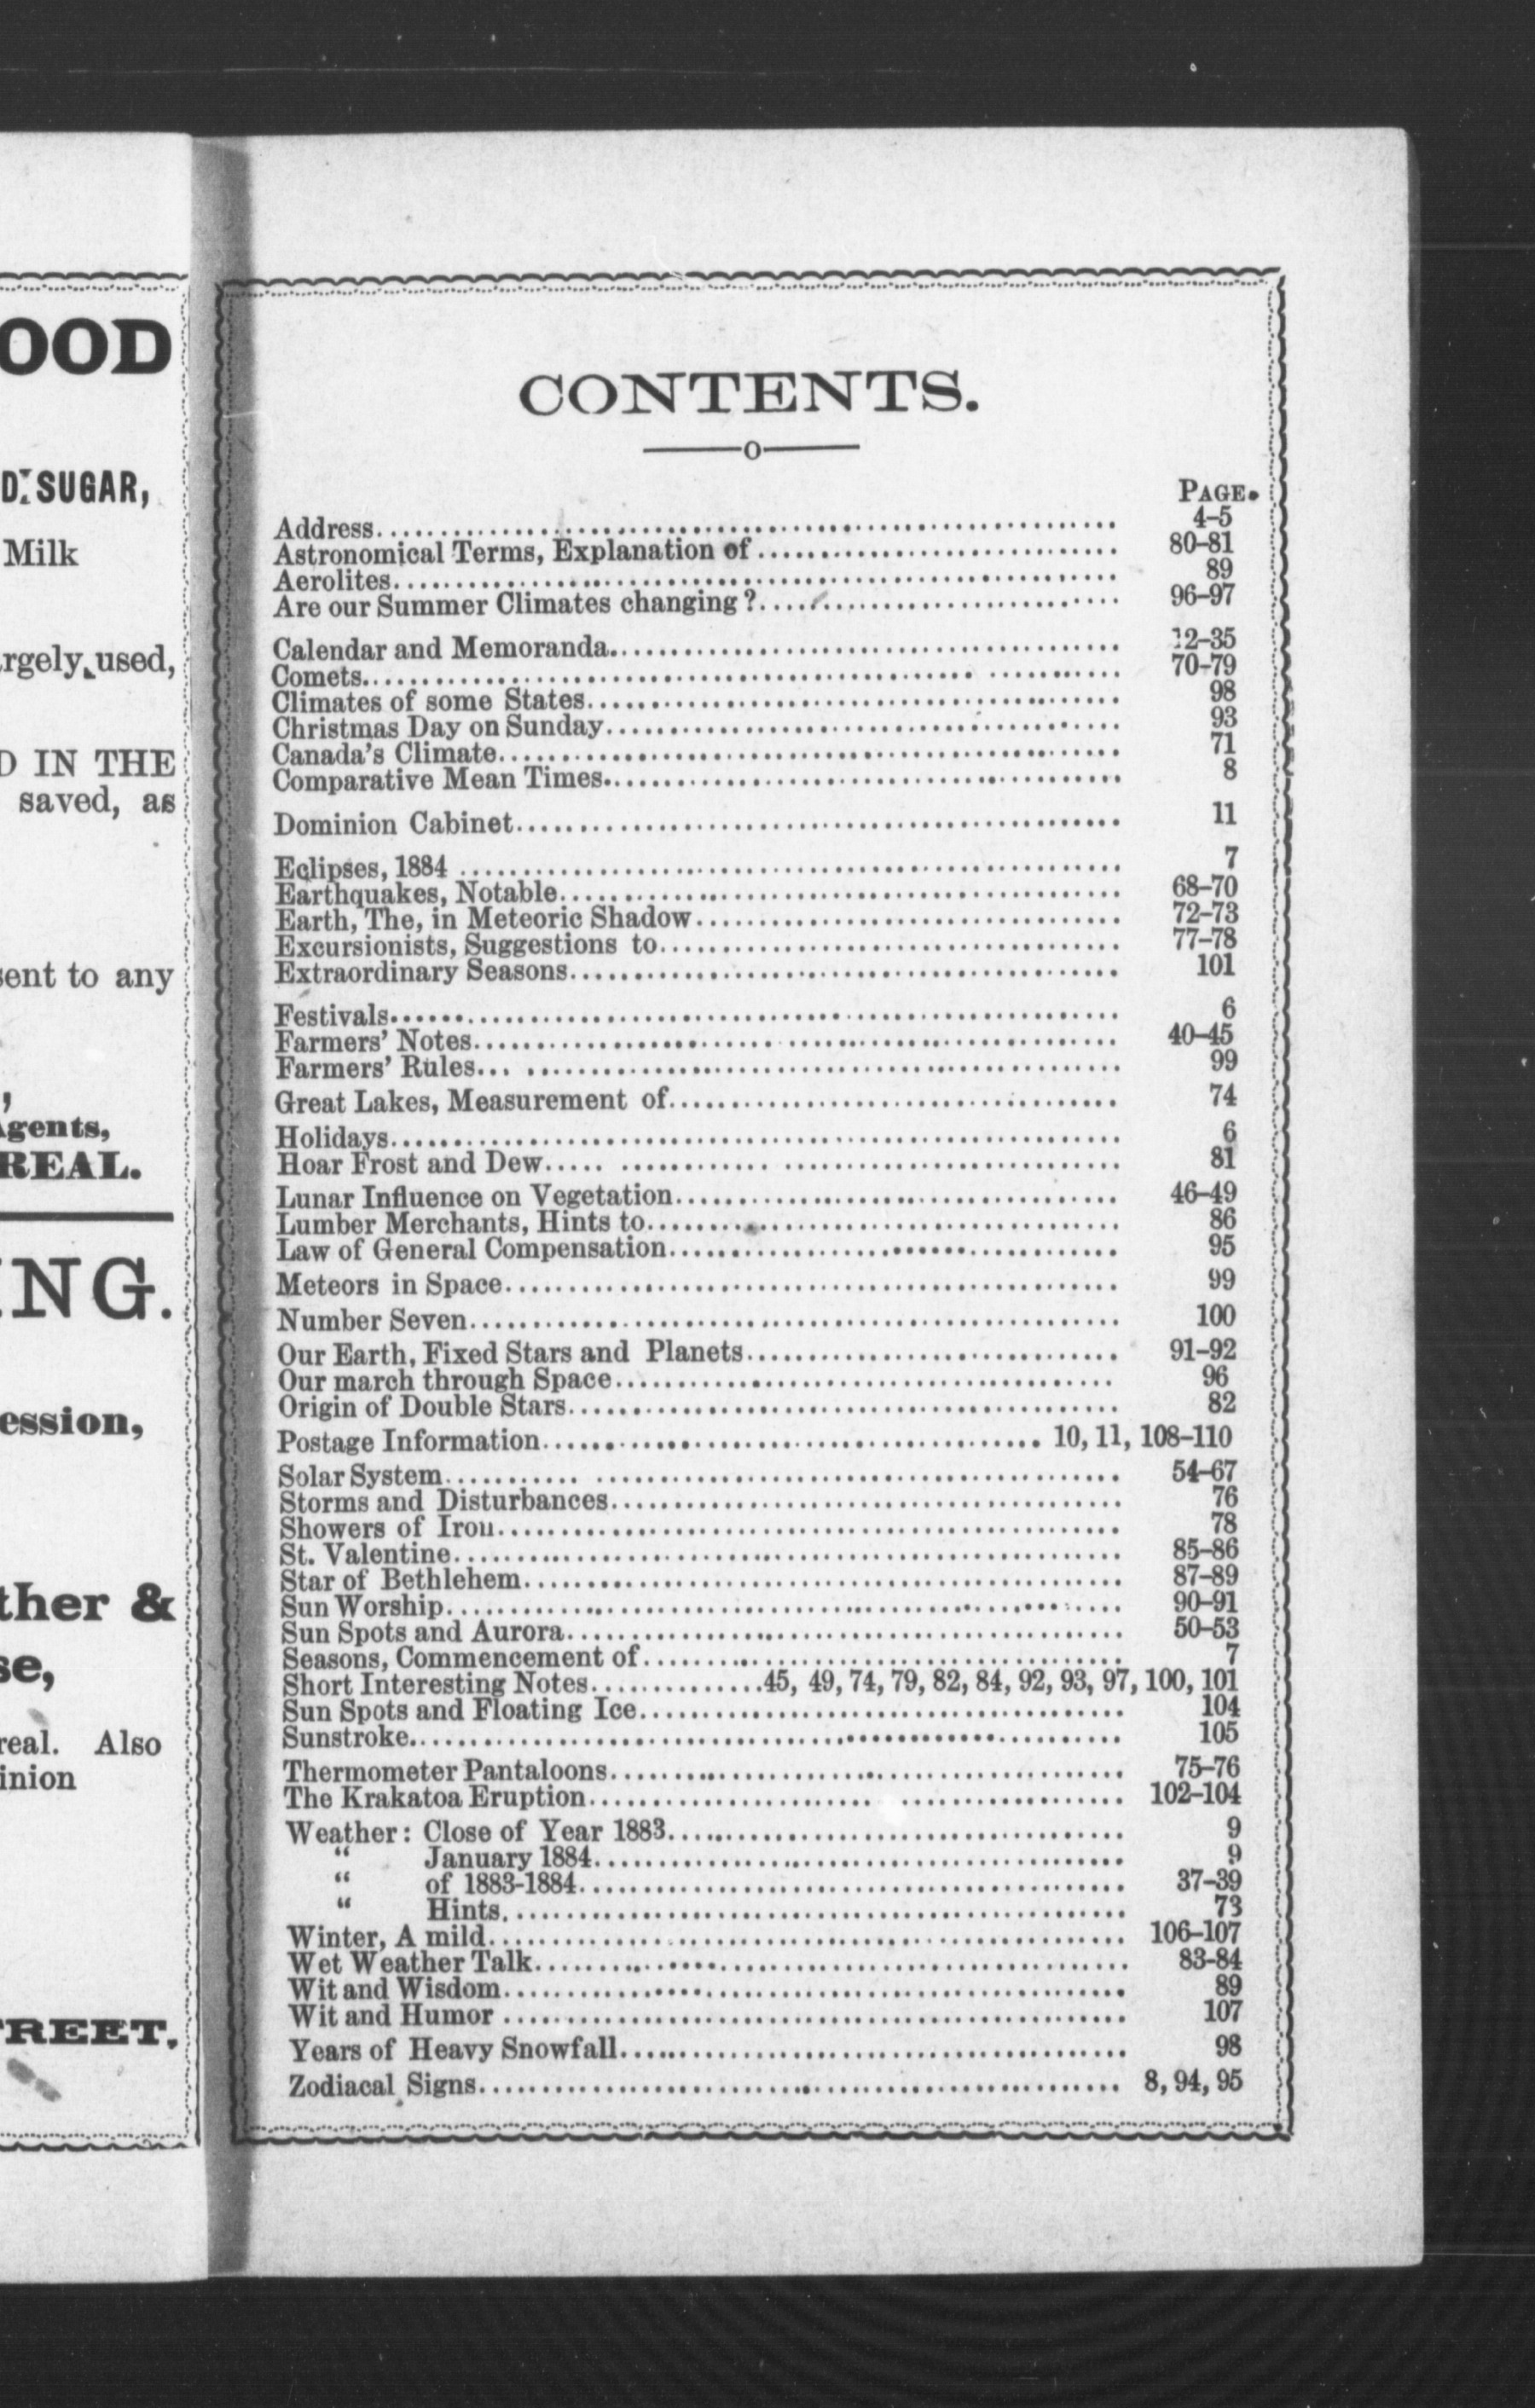 OOD
D. SUGAR,
Milk
rgely used,
D IN THE
saved, as
sent to any
,
gents,
REAL.
NG.
ession,
ther &
se,
real. Also
inion
REET.
CONTENTS.
o
PAGE.
Address........ 4-5
Astronomical Terms, Explanation of........ 80-81
Aerolites........ 89
Are our Summer Climates changing?........ 96-97
Calendar and Memoranda........ 12-35
Comets........ 70-79
Climates of some States........ 98
Christmas Day on Sunday........ 93
Canada's Climate........ 71
Comparative Mean Times........ 8
Dominion Cabinet........ 11
Eclipses, 1884........ 7
Earthquakes, Notable........ 68-70
Earth, The, in Meteoric Shadow........ 72-73
Excursionists, Suggestions to........ 77-78
Extraordinary Seasons........ 101
Festivals........ 6
Farmers' Notes........ 40-45
Farmers' Rules........ 99
Great Lakes, Measurement of........ 74
Holidays........ 6
Hoar Frost and Dew........ 81
Lunar Influence on Vegetation........ 46-49
Lumber Merchants, Hints to........ 86
Law of General Compensation........ 95
Meteors in Space........ 99
Number Seven........ 100
Our Earth, Fixed Stars and Planets........ 91-92
Our march through Space........ 96
Origin of Double Stars........ 82
Postage Information........ 10, 11, 108-110
Solar System........ 54-67
Storms and Disturbances........ 76
Showers of Iron........ 78
St. Valentine........ 85-86
Star of Bethlehem........ 87-89
Sun Worship........ 90-91
Sun Spots and Aurora........ 50-53
Seasons, Commencement of........ 7
Short Interesting Notes........ 45, 49, 74, 79, 82, 84, 92, 93, 97, 100, 101
Sun Spots and Floating Ice........ 104
Sunstroke........ 105
Thermometer Pantaloons........ 75-76
The Krakatoa Eruption........ 102-104
Weather: Close of Year 1883........ 9
" January 1884........ 9
" of 1883-1884........ 37-39
" Hints........ 73
Winter, A mild........ 106-107
Wet Weather Talk........ 83-84
Wit and Wisdom........ 89
Wit and Humor........ 107
Years of Heavy Snowfall........ 98
Zodiacal Signs........ 8, 94, 95